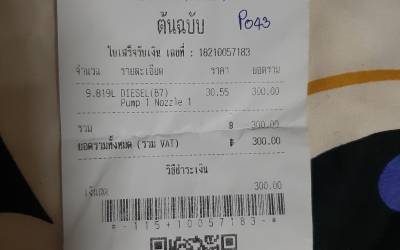 ต้นฉบับ P043
ใบเสร็จรับเงิน เลขที่ : 18210057183
จำนวน รายละเอียด ราคา ยอดรวม
9.819L DIESEL(B7) 30.55 300.00
Pump 1 Nozzle 1
รวม ฿ 300.00
ยอดรวมทั้งหมด (รวม VAT) ฿ 300.00
วิธีชำระเงิน
เงินสด 300.00
*-115+10057183-*